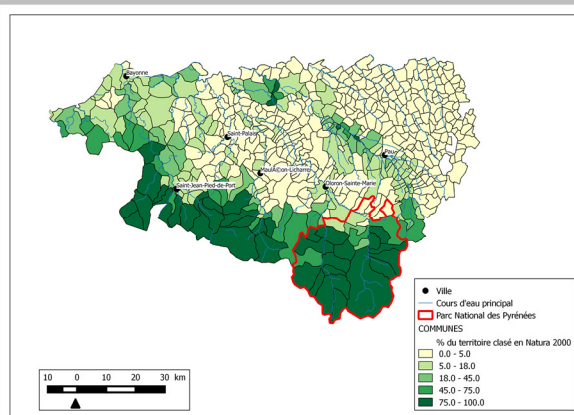 Bayonne
Saint-Palais
MaulÃ©on-Licharre
Pau
Saint-Jean-Pied-de-Port
Oloron-Sainte-Marie
Ville
Cours d'eau principal
Parc National des Pyrénées
COMMUNES
% du territoire clasé en Natura 2000
0.0 - 5.0
5.0 - 18.0
18.0 - 45.0
45.0 - 75.0
75.0 - 100.0
10 0 10 20 30 km